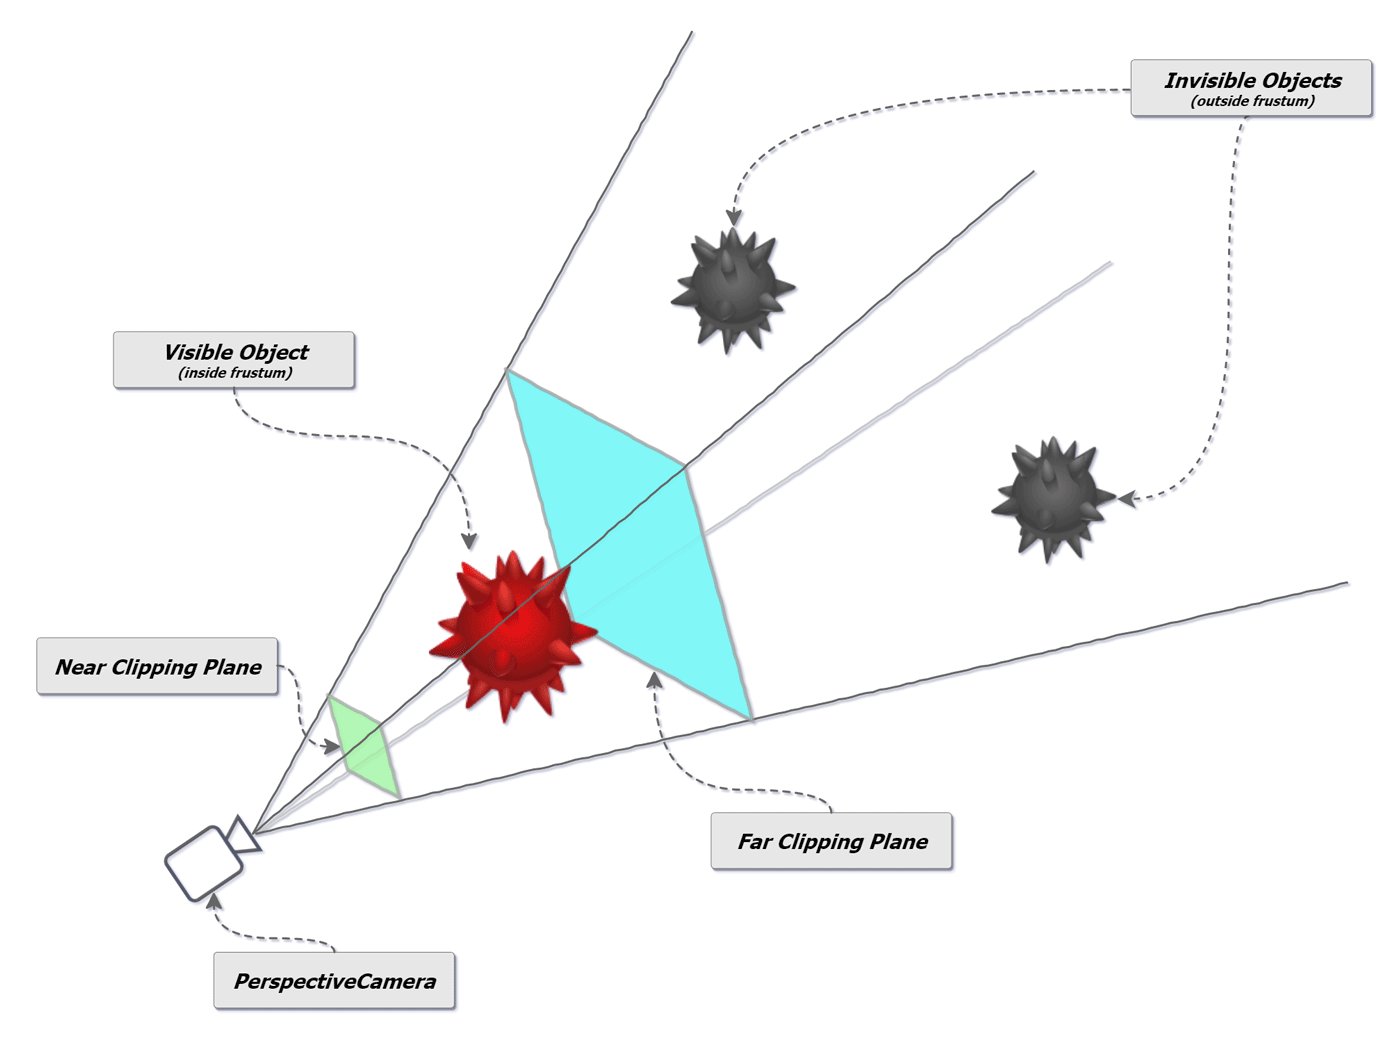 Invisible Objects
(outside frustum)
Visible Object
(inside frustum)
Near Clipping Plane
Far Clipping Plane
PerspectiveCamera